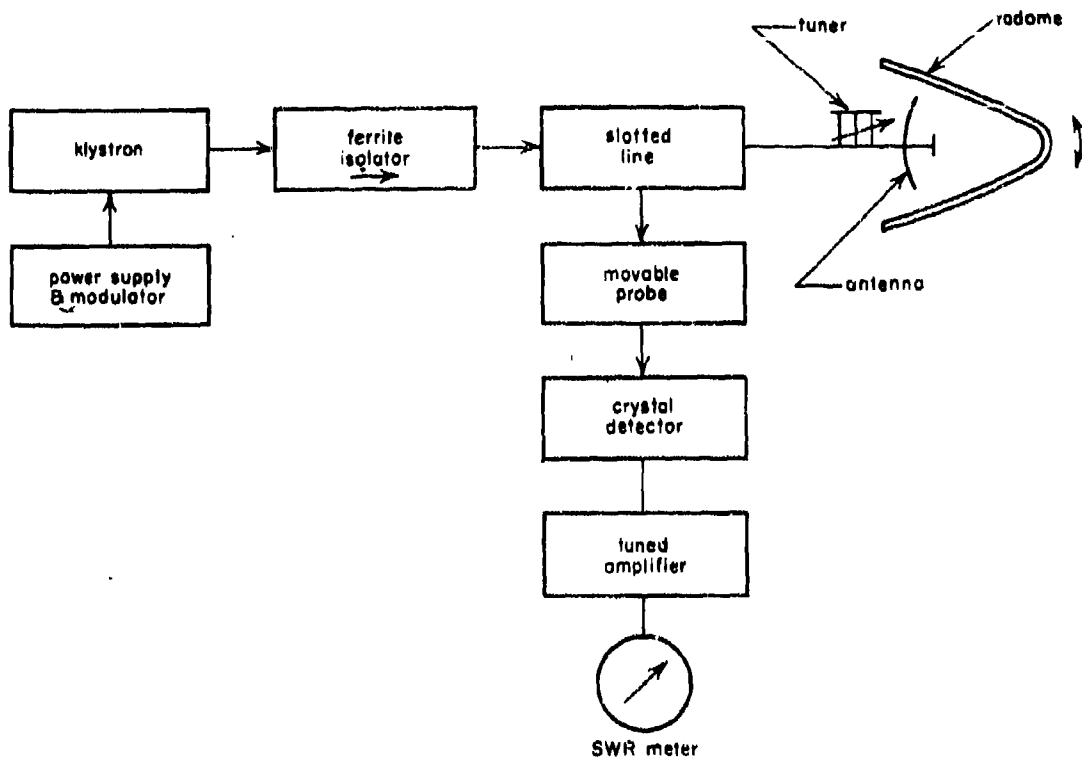 tuner
radome
klystron
ferrite
isolator
slotted
line
power supply
& modulator
movable
probe
antenna
crystal
detector
tuned
amplifier
SWR meter